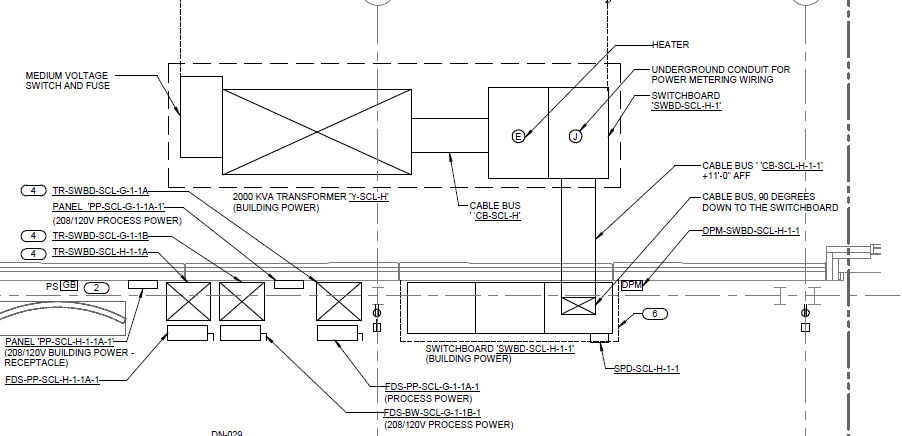 HEATER
MEDIUM VOLTAGE
SWITCH AND FUSE
UNDERGROUND CONDUIT FOR
POWER METERING WIRING
SWITCHBOARD
'SWBD-SCL-H-1'
E
J
CABLE BUS ' 'CB-SCL-H-1-1'
+11'-0" AFF
4
TR-SWBD-SCL-G-1-1A
2000 KVA TRANSFORMER 'Y-SCL-H'
(BUILDING POWER)
CABLE BUS
' 'CB-SCL-H'
CABLE BUS, 90 DEGREES
DOWN TO THE SWITCHBOARD
PANEL 'PP-SCL-G-1-1A-1'
(208/120V PROCESS POWER)
4
TR-SWBD-SCL-G-1-1B
DPM-SWBD-SCL-H-1-1
4
TR-SWBD-SCL-H-1-1A
PS
GB
2
DPM
6
PANEL 'PP-SCL-H-1-1A-1'
(208/120V BUILDING POWER -
RECEPTACLE)
SWITCHBOARD 'SWBD-SCL-H-1-1'
(BUILDING POWER)
SPD-SCL-H-1-1
FDS-PP-SCL-H-1-1A-1
FDS-PP-SCL-G-1-1A-1
(PROCESS POWER)
FDS-BW-SCL-G-1-1B-1
(208/120V PROCESS POWER)
DN-029